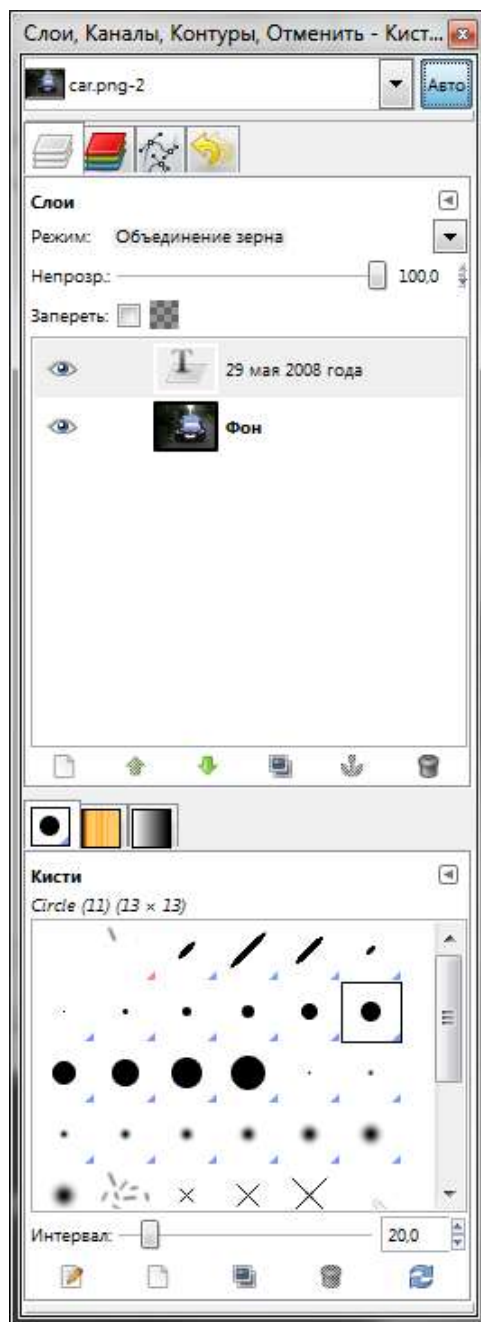 Слои, Каналы, Контуры, Отменить - Кист...
car.png-2
Авто
Слои
Режим: Объединение зерна
Непрозр.: 100,0
Запереть:
29 мая 2008 года
Фон
Кисти
Circle (11) (13 × 13)
Интервал: 20,0